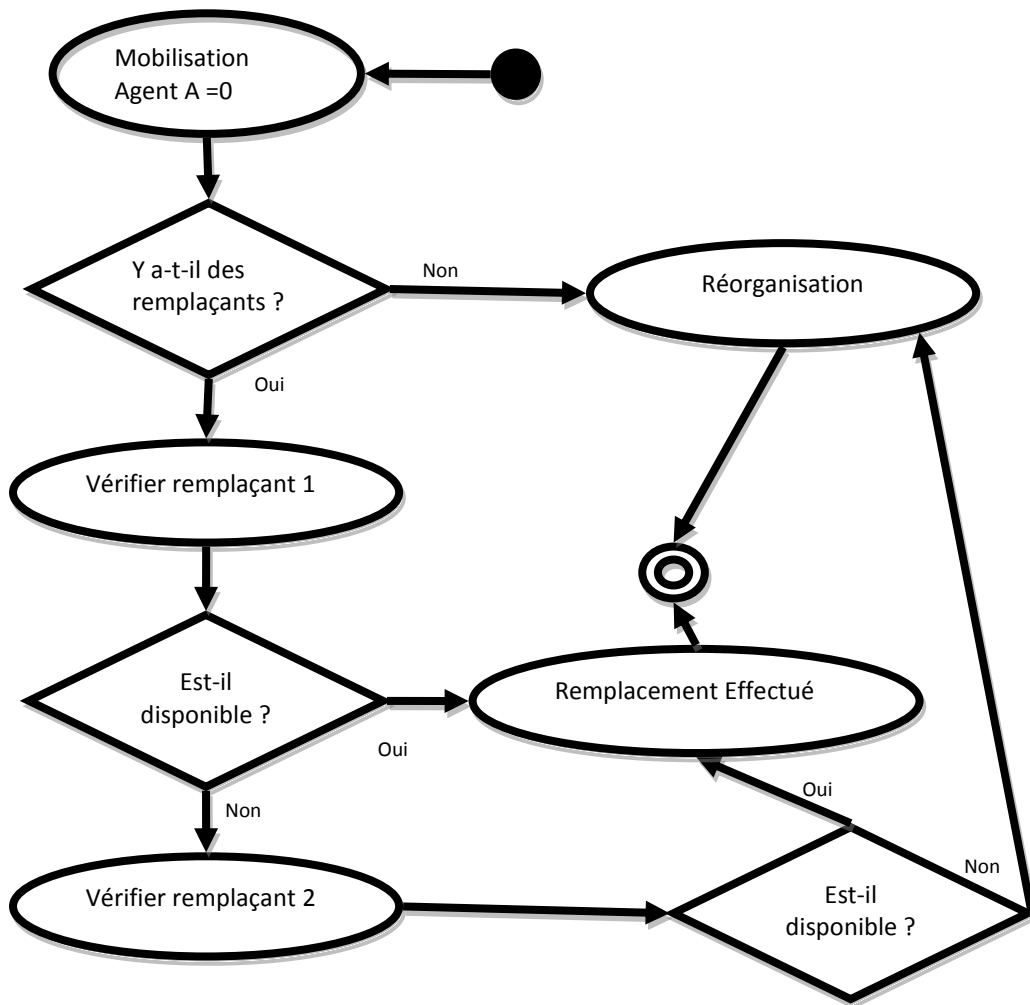 Mobilisation
Agent A =0
Y a-t-il des
remplaçants ?
Non
Réorganisation
Oui
Vérifier remplaçant 1
Est-il
disponible ?
Oui
Remplacement Effectué
Non
Vérifier remplaçant 2
Oui
Non
Est-il
disponible ?